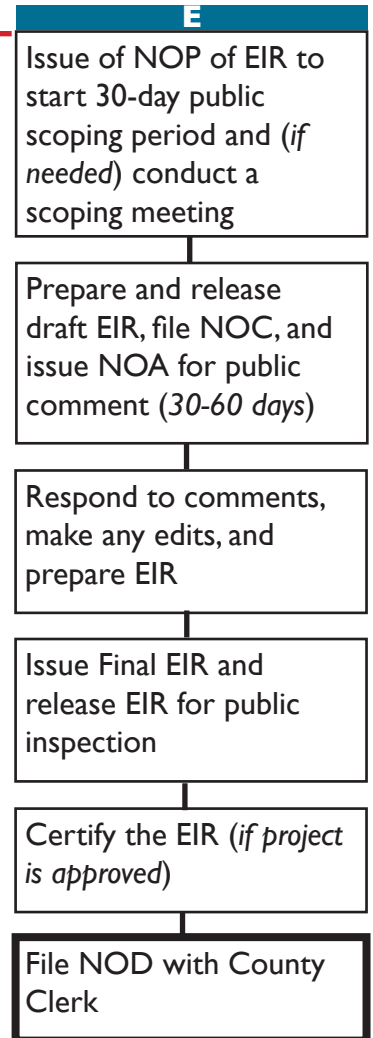 E
Issue of NOP of EIR to
start 30-day public
scoping period and (if
needed) conduct a
scoping meeting
Prepare and release
draft EIR, file NOC, and
issue NOA for public
comment (30-60 days)
Respond to comments,
make any edits, and
prepare EIR
Issue Final EIR and
release EIR for public
inspection
Certify the EIR (if project
is approved)
File NOD with County
Clerk